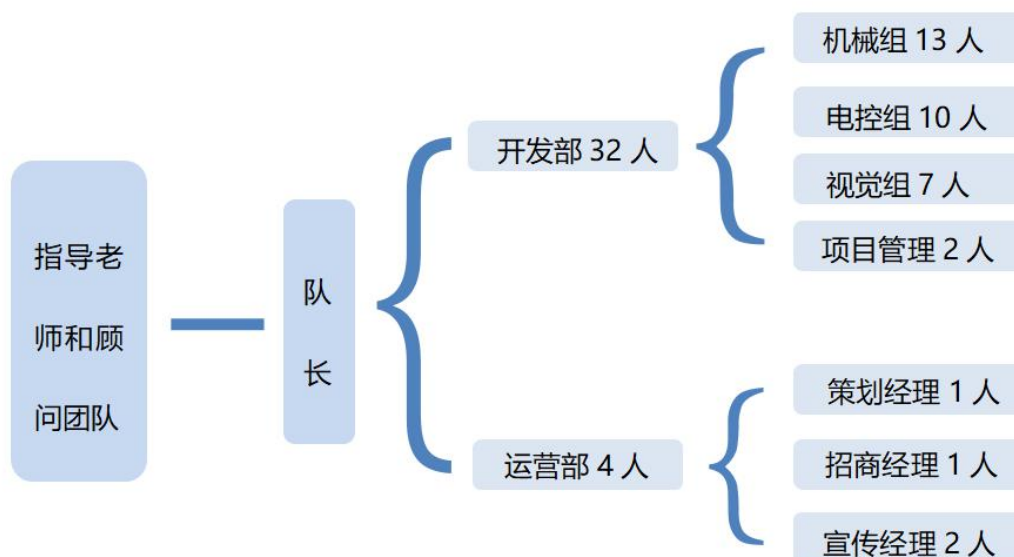 指导老
师和顾
问团队
队
长
开发部 32 人
机械组 13 人
电控组 10 人
视觉组 7 人
项目管理 2 人
运营部 4 人
策划经理 1 人
招商经理 1 人
宣传经理 2 人